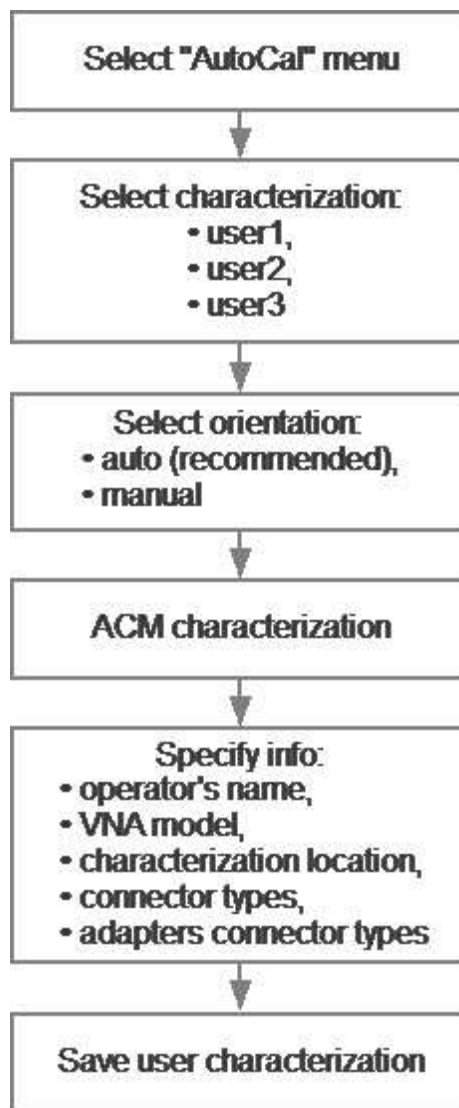 Select "AutoCal" menu
Select characterization:
• user1,
• user2,
• user3
Select orientation:
• auto (recommended),
• manual
ACM characterization
Specify info:
• operator's name,
• VNA model,
• characterization location,
• connector types,
• adapters connector types
Save user characterization